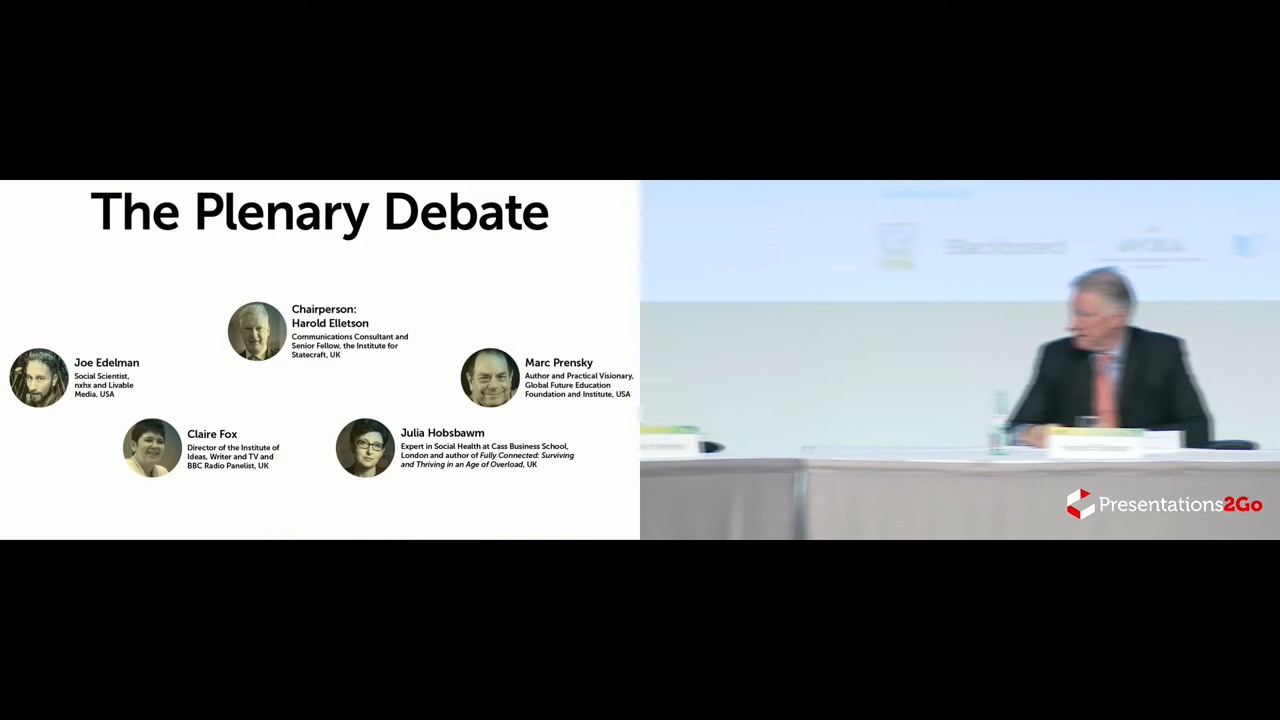 The Plenary Debate
Chairperson:
Harold Elletson
Communications Consultant and
Senior Fellow, the Institute for
Statecraft, UK
Joe Edelman
Social Scientist,
nxhx and Livable
Media, USA
Marc Prensky
Author and Practical Visionary,
Global Future Education
Foundation and Institute, USA
Claire Fox
Director of the Institute of
Ideas, Writer and TV and
BBC Radio Panelist, UK
Julia Hobsbawm
Expert in Social Health at Cass Business School,
London and author of Fully Connected: Surviving
and Thriving in an Age of Overload, UK
Blackboard
Presentations2Go